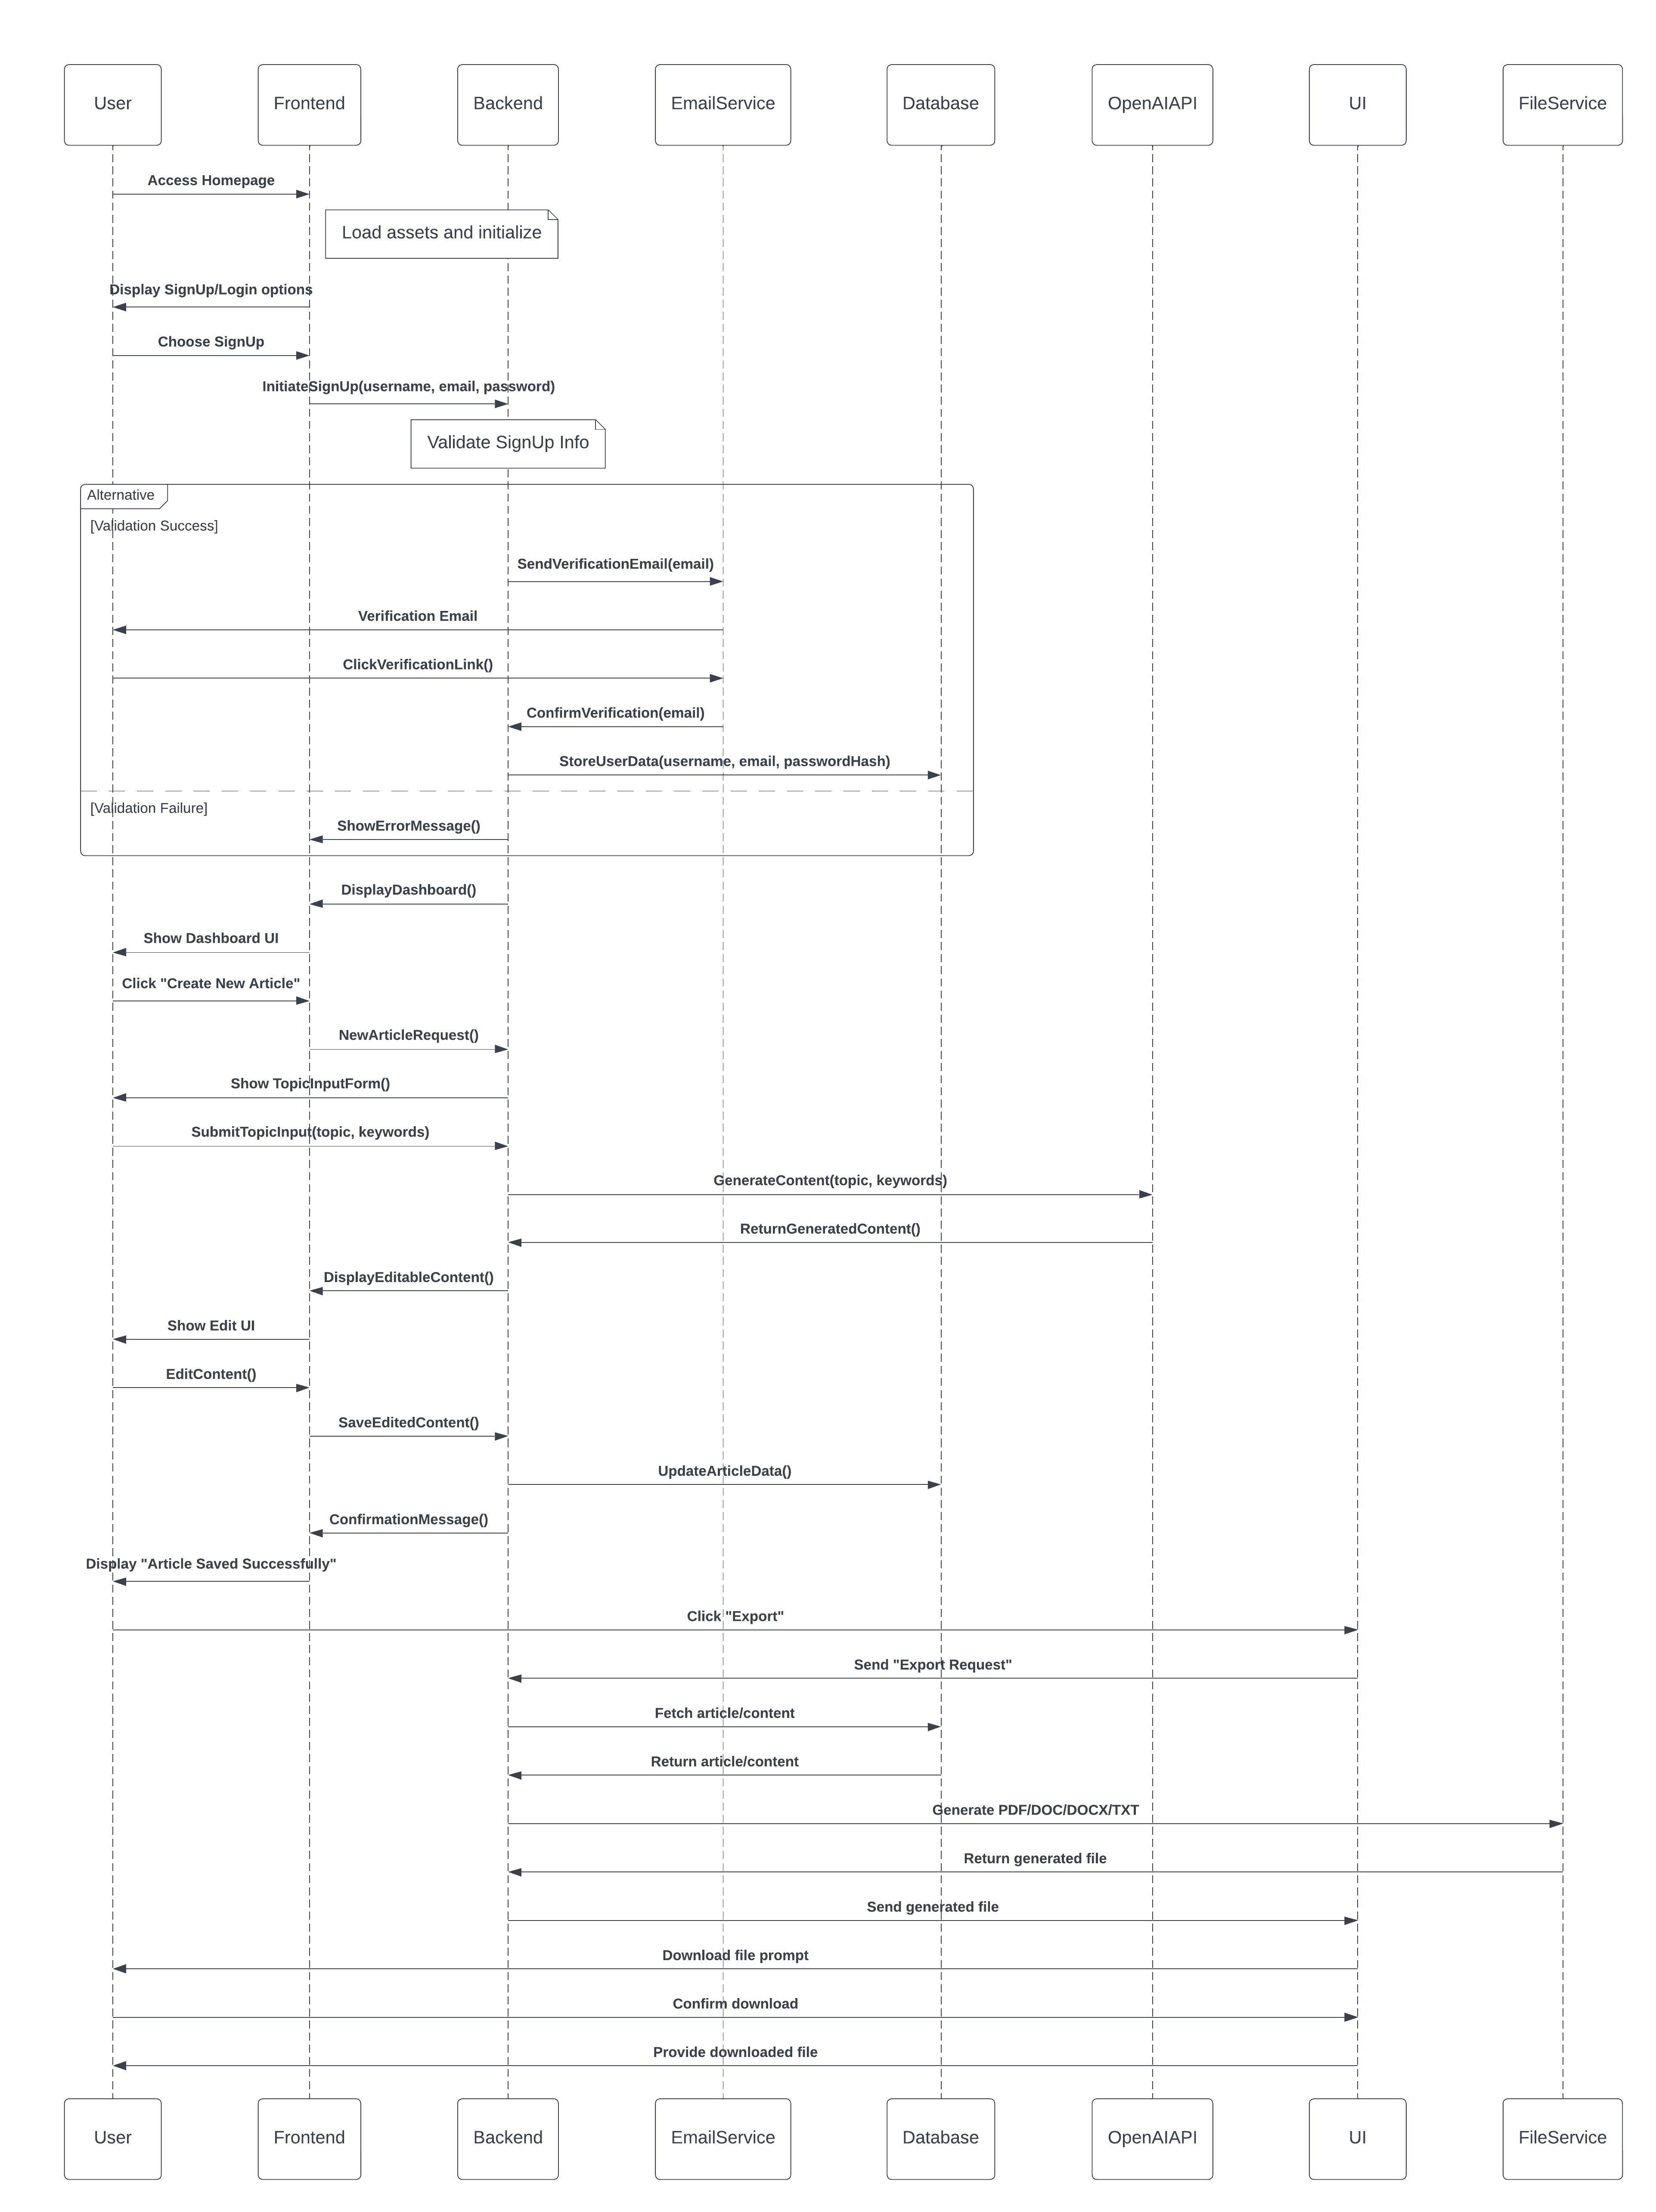 User
Frontend
Backend
EmailService
Database
OpenAIAPI
UI
FileService
Access Homepage
Load assets and initialize
Display SignUp/Login options
Choose SignUp
InitiateSignUp(username, email, password)
Validate SignUp Info
Alternative
[Validation Success]
SendVerificationEmail(email)
Verification Email
ClickVerificationLink()
ConfirmVerification(email)
StoreUserData(username, email, passwordHash)
[Validation Failure]
ShowErrorMessage()
DisplayDashboard()
Show Dashboard UI
Click "Create New Article"
NewArticleRequest()
Show TopicInputForm()
SubmitTopicInput(topic, keywords)
GenerateContent(topic, keywords)
ReturnGeneratedContent()
DisplayEditableContent()
Show Edit UI
EditContent()
SaveEditedContent()
UpdateArticleData()
ConfirmationMessage()
Display "Article Saved Successfully"
Click "Export"
Send "Export Request"
Fetch article/content
Return article/content
Generate PDF/DOC/DOCX/TXT
Return generated file
Send generated file
Download file prompt
Confirm download
Provide downloaded file
User
Frontend
Backend
EmailService
Database
OpenAIAPI
UI
FileService